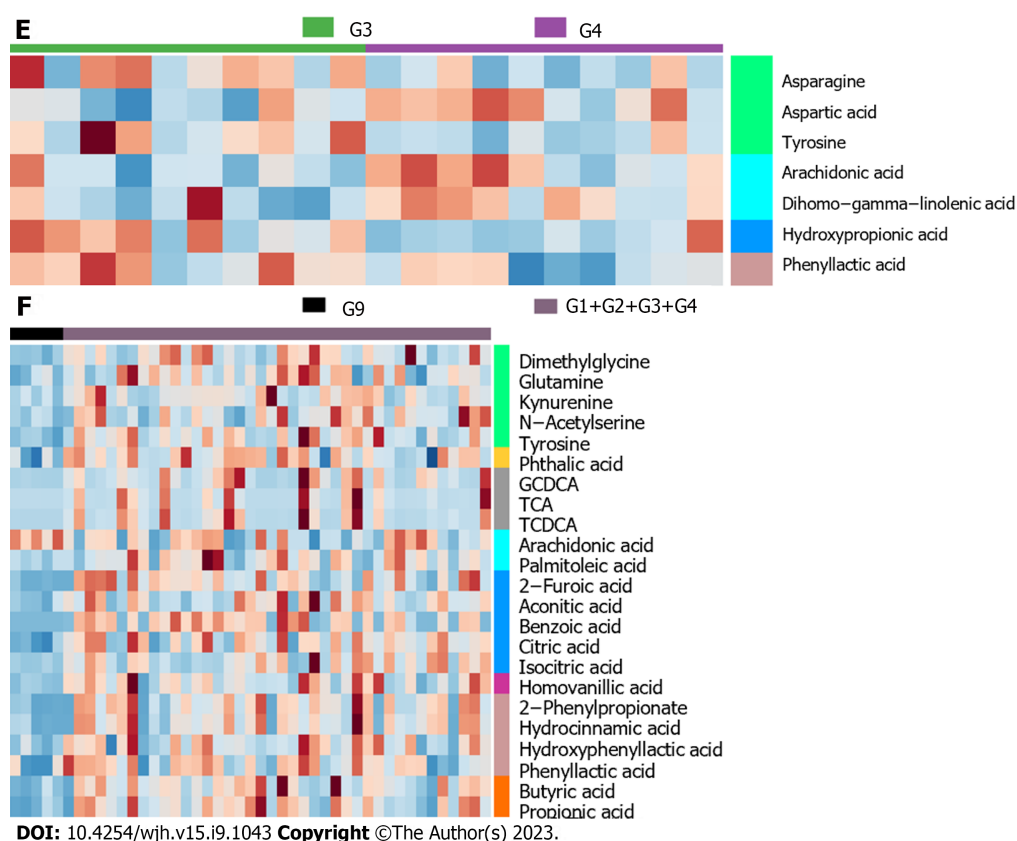 E
G3
G4
Asparagine
Aspartic acid
Tyrosine
Arachidonic acid
Dihomo−gamma−linolenic acid
Hydroxypropionic acid
Phenyllactic acid
F
G9
G1+G2+G3+G4
Dimethylglycine
Glutamine
Kynurenine
N−Acetylserine
Tyrosine
Phthalic acid
GCDCA
TCA
TCDCA
Arachidonic acid
Palmitoleic acid
2−Furoic acid
Aconitic acid
Benzoic acid
Citric acid
Isocitric acid
Homovanillic acid
2−Phenylpropionate
Hydrocinnamic acid
Hydroxyphenyllactic acid
Phenyllactic acid
Butyric acid
Propionic acid
DOI: 10.4254/wjh.v15.i9.1043 Copyright ©The Author(s) 2023.